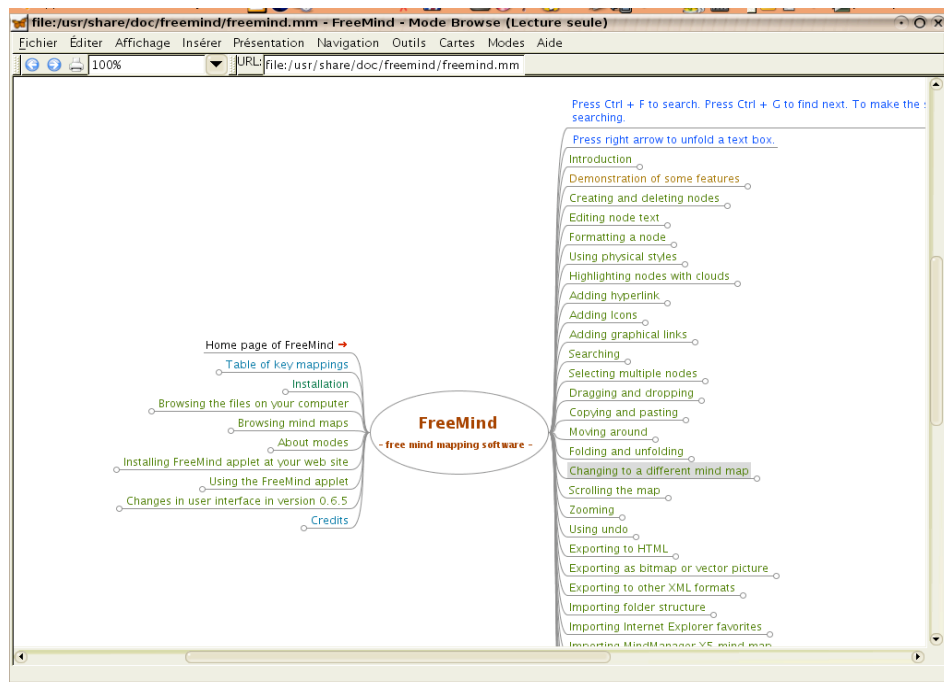 file:/usr/share/doc/freemind/freemind.mm - FreeMind - Mode Browse (Lecture seule)
Fichier Éditer Affichage Insérer Présentation Navigation Outils Cartes Modes Aide
100% URL: file:/usr/share/doc/freemind/freemind.mm
Home page of FreeMind
Table of key mappings
Installation
Browsing the files on your computer
Browsing mind maps
About modes
Installing FreeMind applet at your web site
Using the FreeMind applet
Changes in user interface in version 0.6.5
Credits
FreeMind
- free mind mapping software -
Press Ctrl + F to search. Press Ctrl + G to find next. To make the
searching.
Press right arrow to unfold a text box.
Introduction
Demonstration of some features
Creating and deleting nodes
Editing node text
Formatting a node
Using physical styles
Highlighting nodes with clouds
Adding hyperlink
Adding Icons
Adding graphical links
Searching
Selecting multiple nodes
Dragging and dropping
Copying and pasting
Moving around
Folding and unfolding
Changing to a different mind map
Scrolling the map
Zooming
Using undo
Exporting to HTML
Exporting as bitmap or vector picture
Exporting to other XML formats
Importing folder structure
Importing Internet Explorer favorites
Importing MindManager X5 mind map